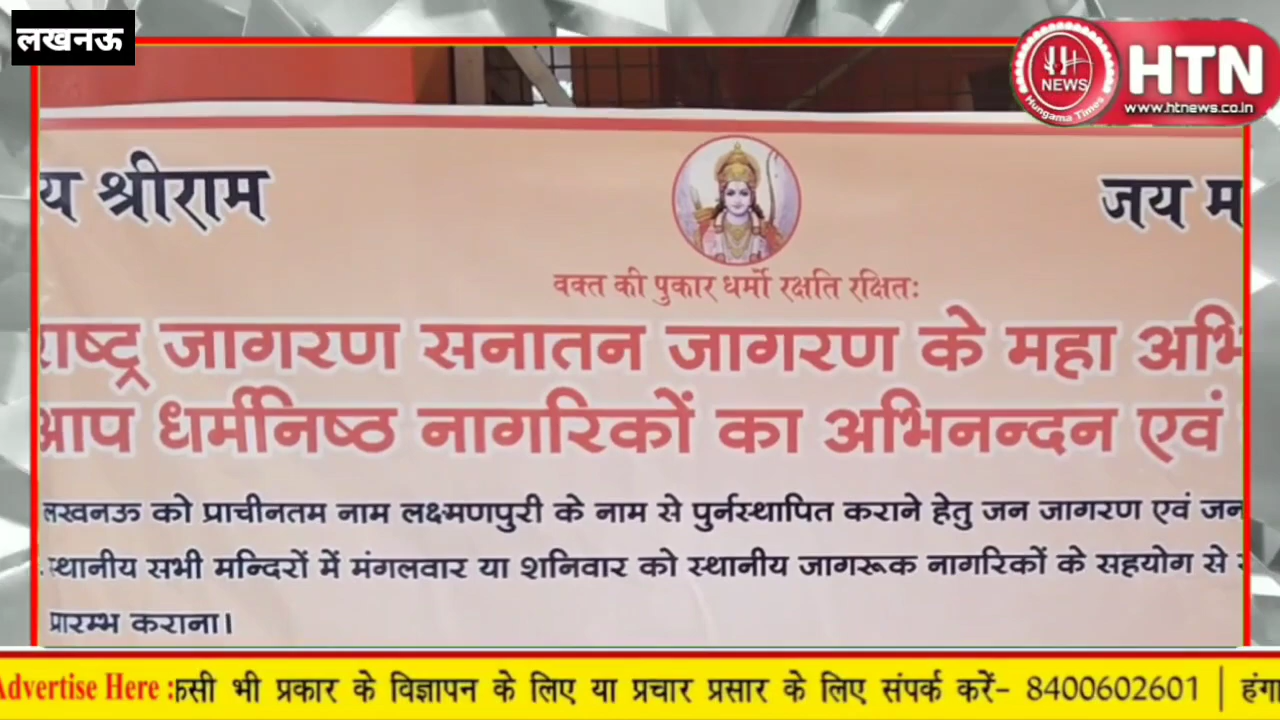 लखनऊ
HTN
NEWS
Hungama Times
www.htnews.co.in
य श्रीराम
जय म
वक्त की पुकार धर्मो रक्षति रक्षितः
राष्ट्र जागरण सनातन जागरण के महा अभि
आप धर्मनिष्ठ नागरिकों का अभिनन्दन एवं
लखनऊ को प्राचीनतम नाम लक्ष्मणपुरी के नाम से पुर्नस्थापित कराने हेतु जन जागरण एवं जन
स्थानीय सभी मन्दिरों में मंगलवार या शनिवार को स्थानीय जागरूक नागरिकों के सहयोग से
प्रारम्भ कराना।
Advertise Here : कसी भी प्रकार के विज्ञापन के लिए या प्रचार प्रसार के लिए संपर्क करें- 8400602601 | हंगा